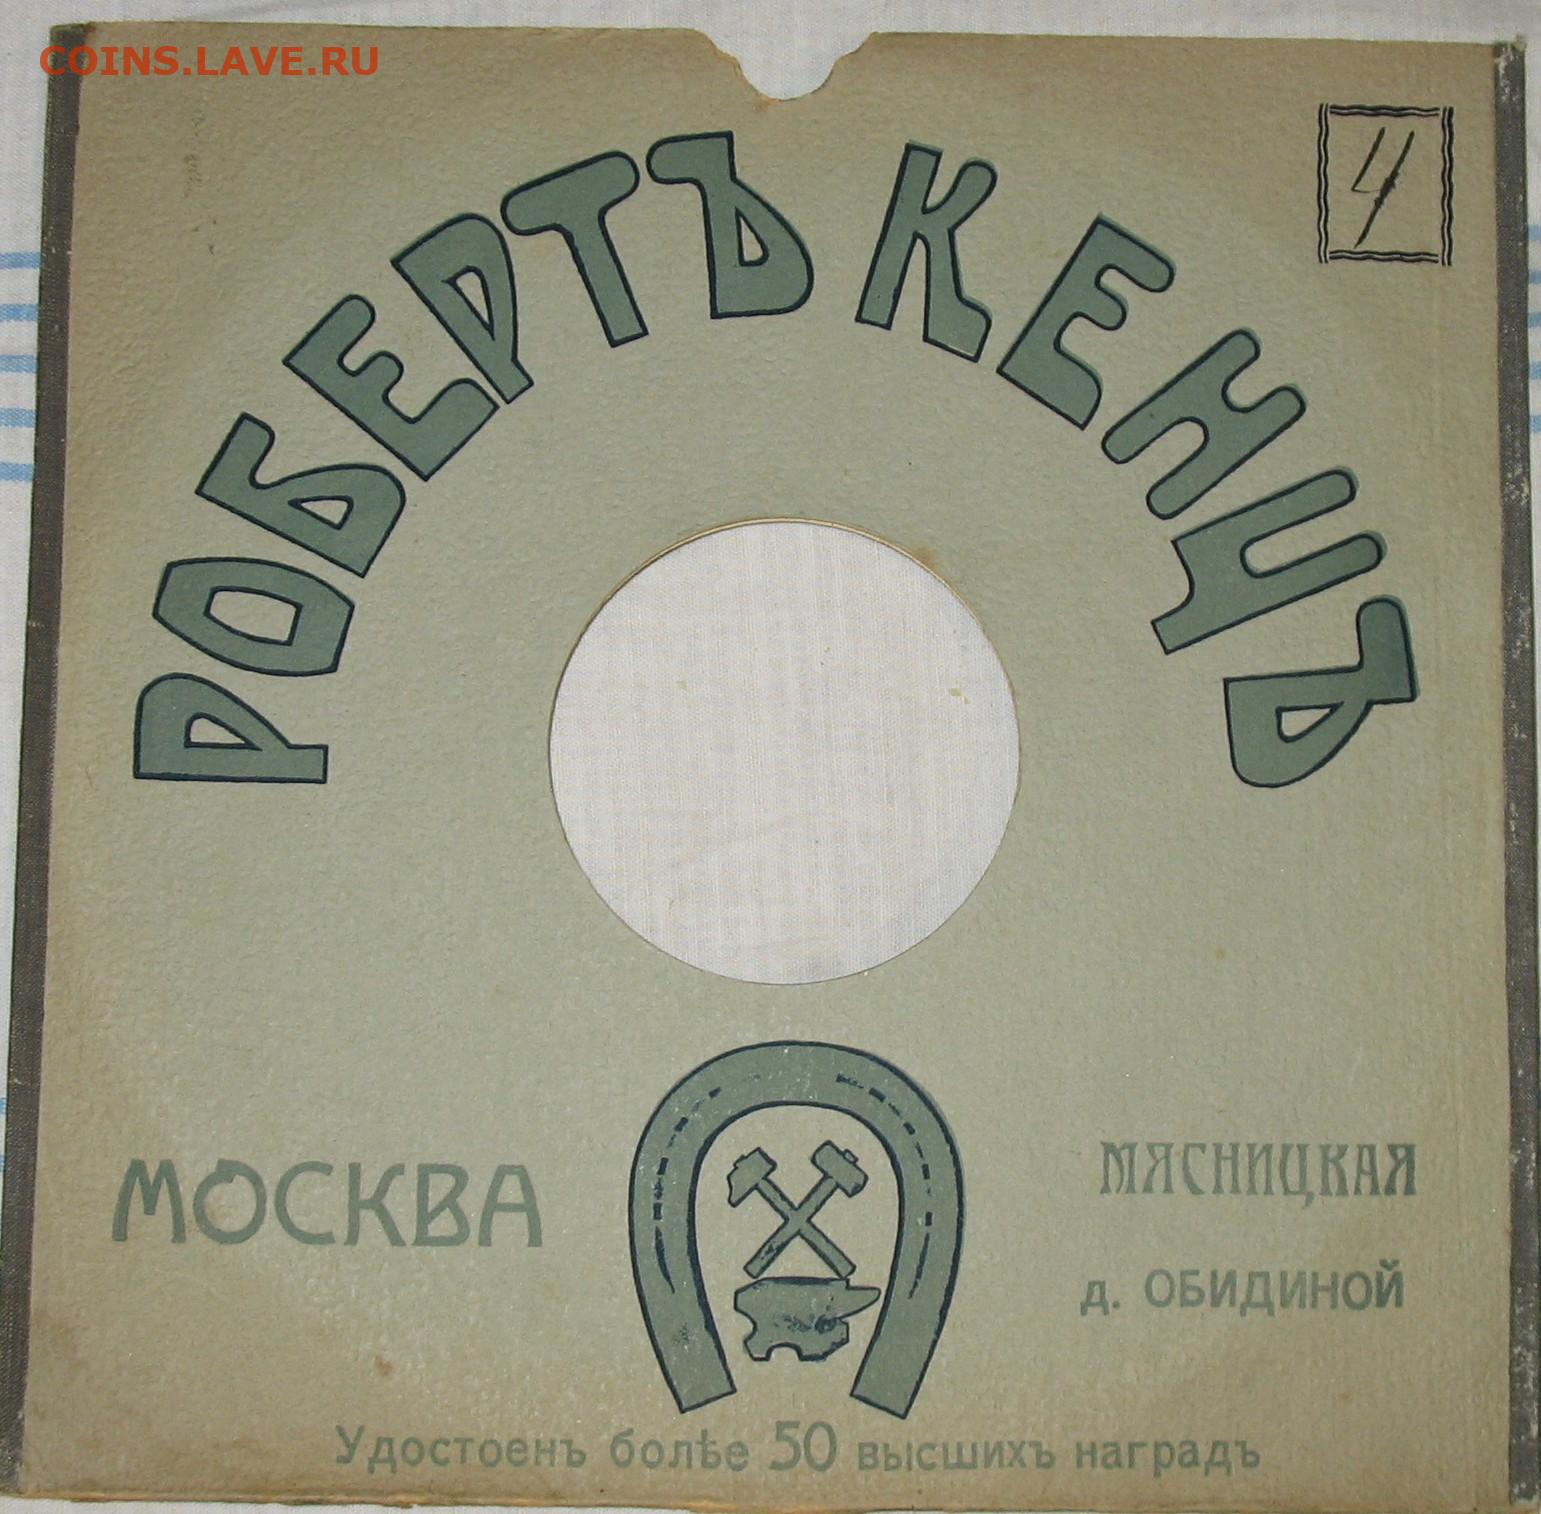 COINS.LAVE.RU
4
РОБЕРТЪ КЕНЦЪ
МОСКВА
МЯСНИЦКАЯ
д. ОБИДИНОЙ
Удостоенъ болѣе 50 высшихъ наградъ